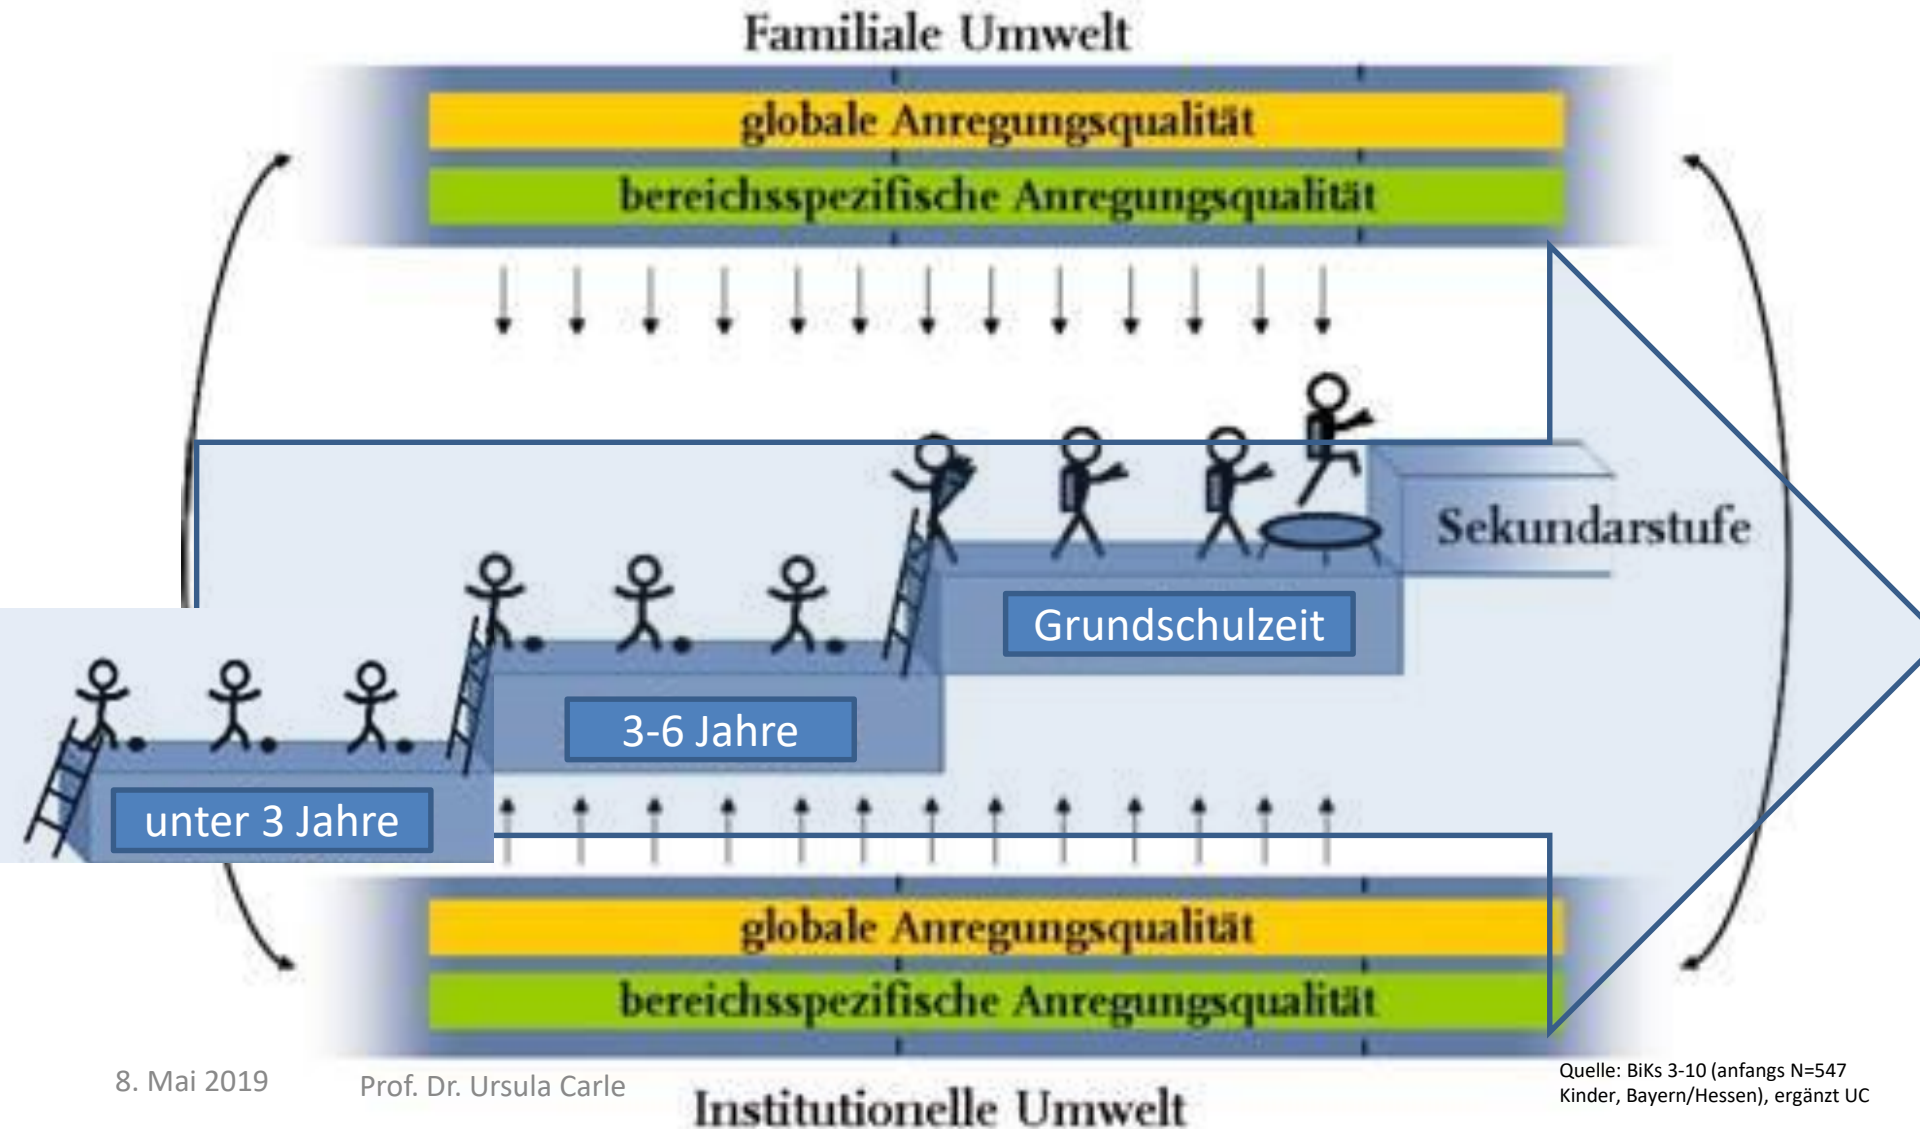 Familiale Umwelt
globale Anregungsqualität
bereichsspezifische Anregungsqualität
Sekundarstufe
Grundschulzeit
3-6 Jahre
unter 3 Jahre
globale Anregungsqualität
bereichsspezifische Anregungsqualität
Institutionelle Umwelt
8. Mai 2019
Prof. Dr. Ursula Carle
Quelle: BiKs 3-10 (anfangs N=547
Kinder, Bayern/Hessen), ergänzt UC